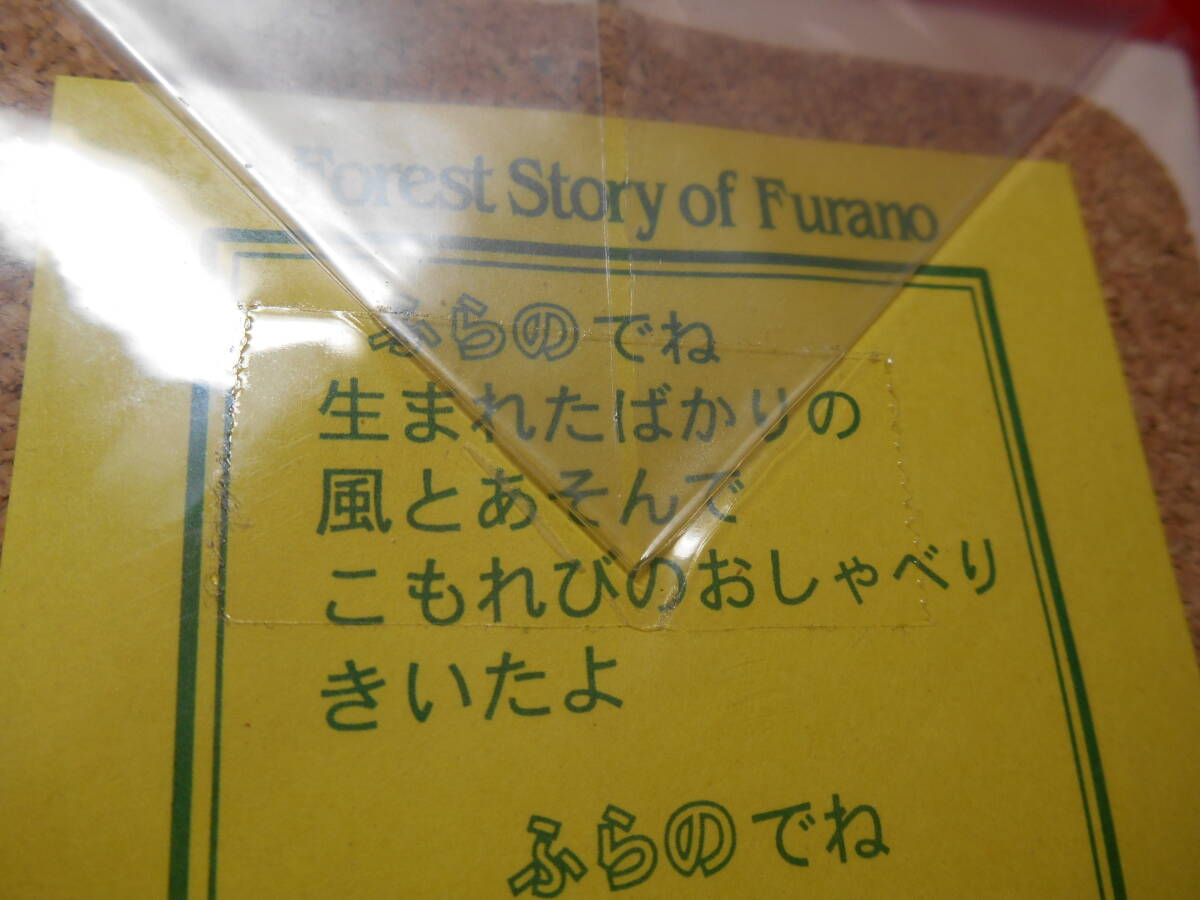 Forest Story of Furano
ふらのでね
生まれたばかりの
風とあそんで
こもれびのおしゃべり
きいたよ
ふらのでね